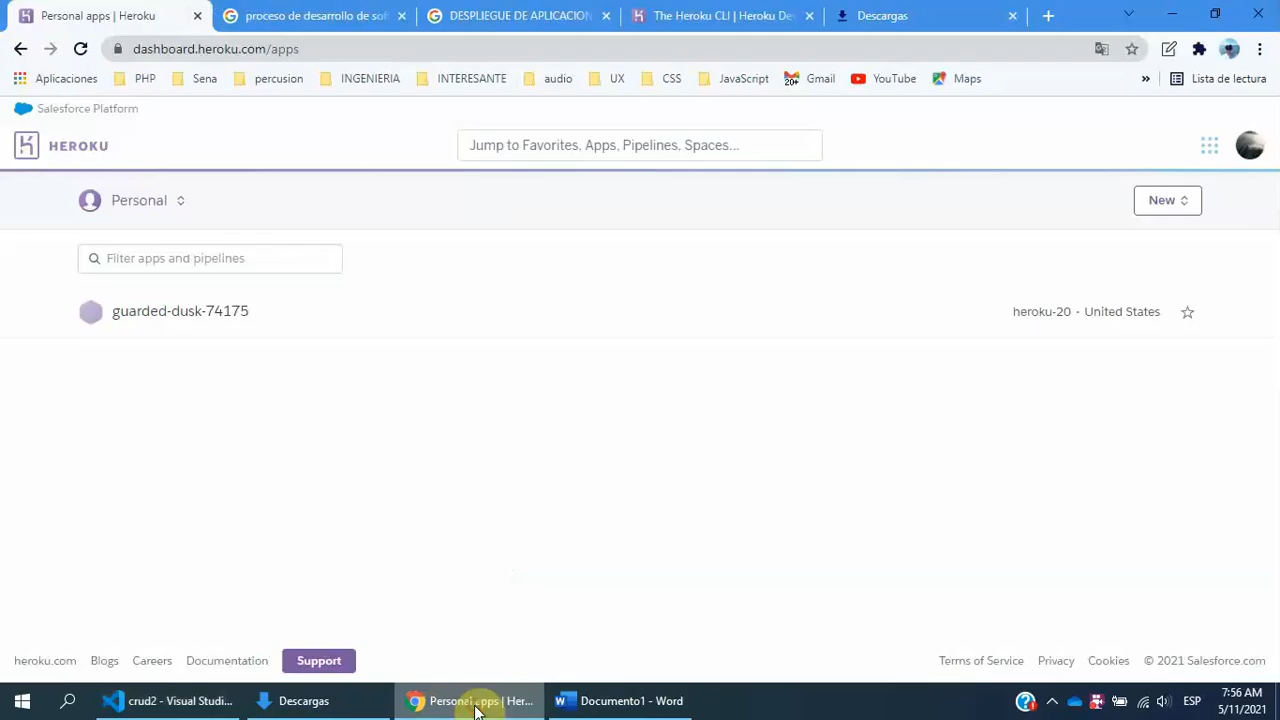 Personal apps | Heroku
proceso de desarrollo de sof
DESPLIEGUE DE APLICACION
The Heroku CLI | Heroku De
Descargas
dashboard.heroku.com/apps
Aplicaciones
PHP
Sena
percusion
INGENIERIA
INTERESANTE
audio
UX
CSS
JavaScript
20+
Gmail
YouTube
Maps
»
Lista de lectura
Salesforce Platform
HEROKU
Jump to Favorites, Apps, Pipelines, Spaces...
Personal
New
Filter apps and pipelines
guarded-dusk-74175
heroku-20 · United States
heroku.com
Blogs
Careers
Documentation
Support
Terms of Service
Privacy
Cookies
© 2021 Salesforce.com
crud2 - Visual Studi...
Descargas
Personal apps | Her...
Documento1 - Word
ESP
7:56 AM
5/11/2021